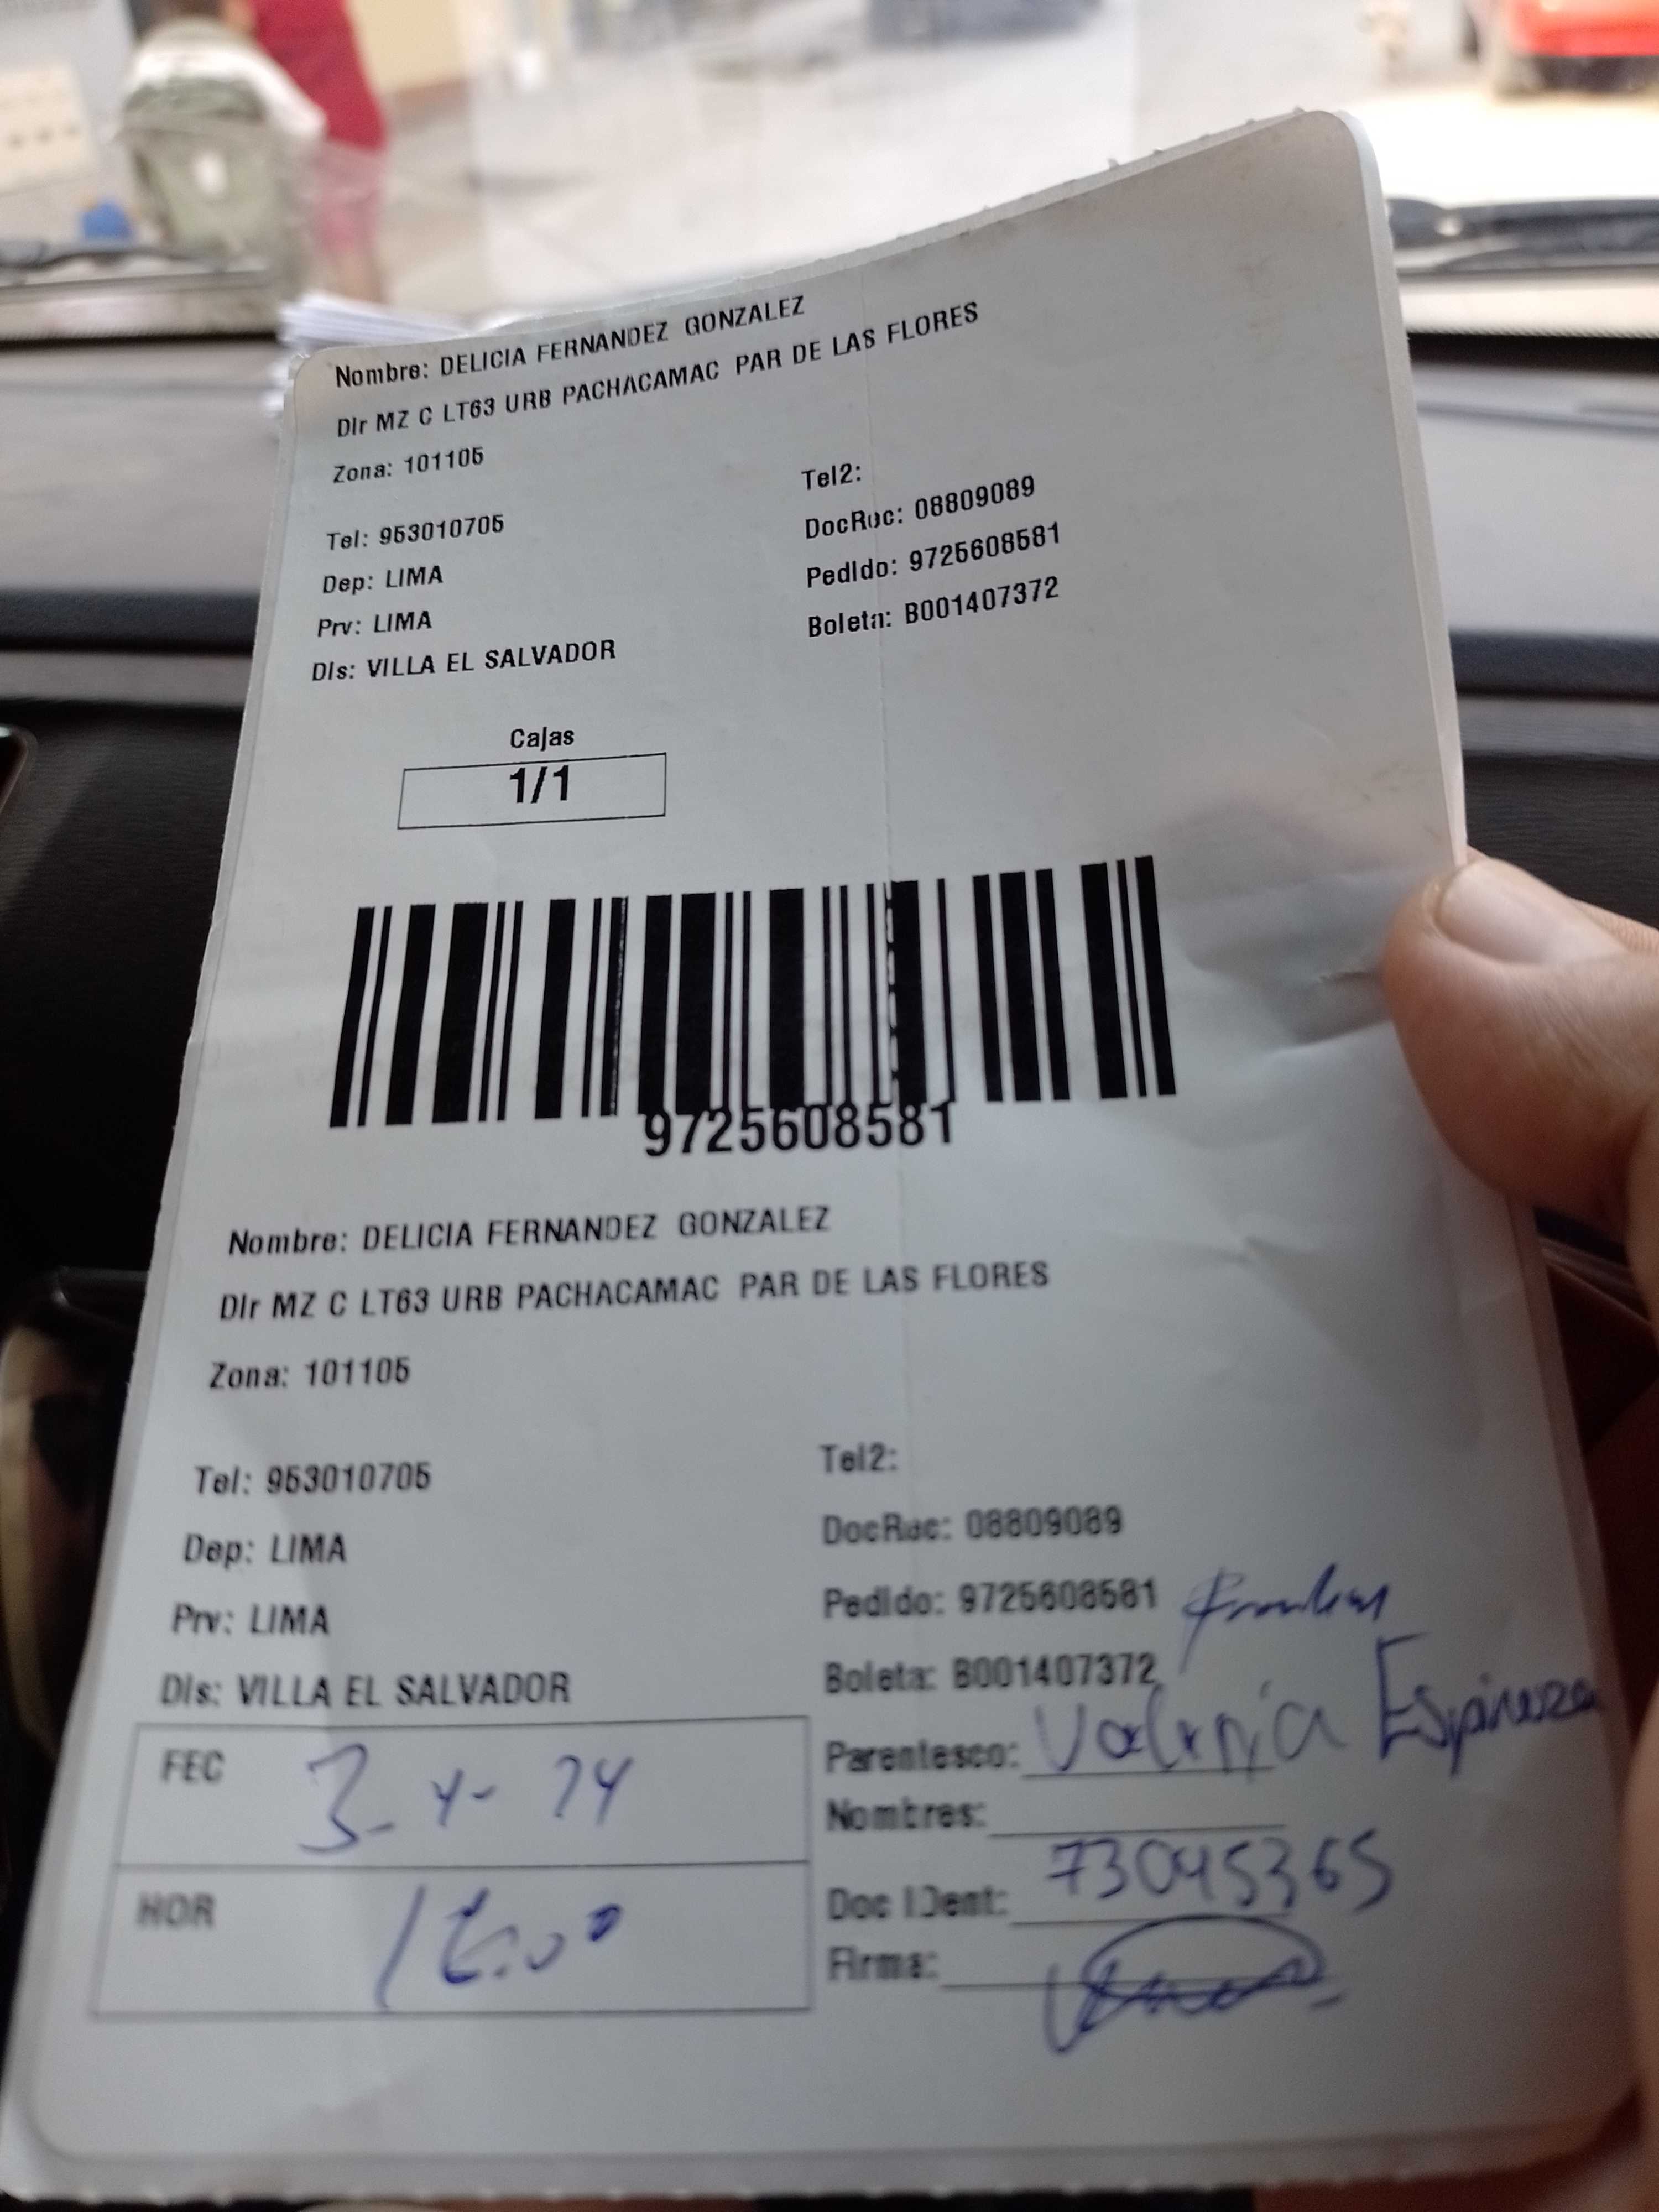 Nombre: DELICIA FERNANDEZ GONZALEZ
Dir MZ C LT63 URB PACHACAMAC PAR DE LAS FLORES
Zona: 101105
Tel2:
Tel: 953010705
DocRec: 08809089
Dep: LIMA
Pedido: 9725608581
Prv: LIMA
Boleta: B001407372
Dis: VILLA EL SALVADOR
Cajas
1/1
9725608581
Nombre: DELICIA FERNANDEZ GONZALEZ
Dir MZ C LT63 URB PACHACAMAC PAR DE LAS FLORES
Zona: 101105
Tel2:
Tel: 953010705
DocRec: 08809089
Dep: LIMA
Pedido: 9725608581
Prv: LIMA
Boleta: B001407372
Dis: VILLA EL SALVADOR
Parentesco: Valeria Espinoza
FEC 3-4-24
Nombres:
Doc IDent: 73045365
HOR
Firma: